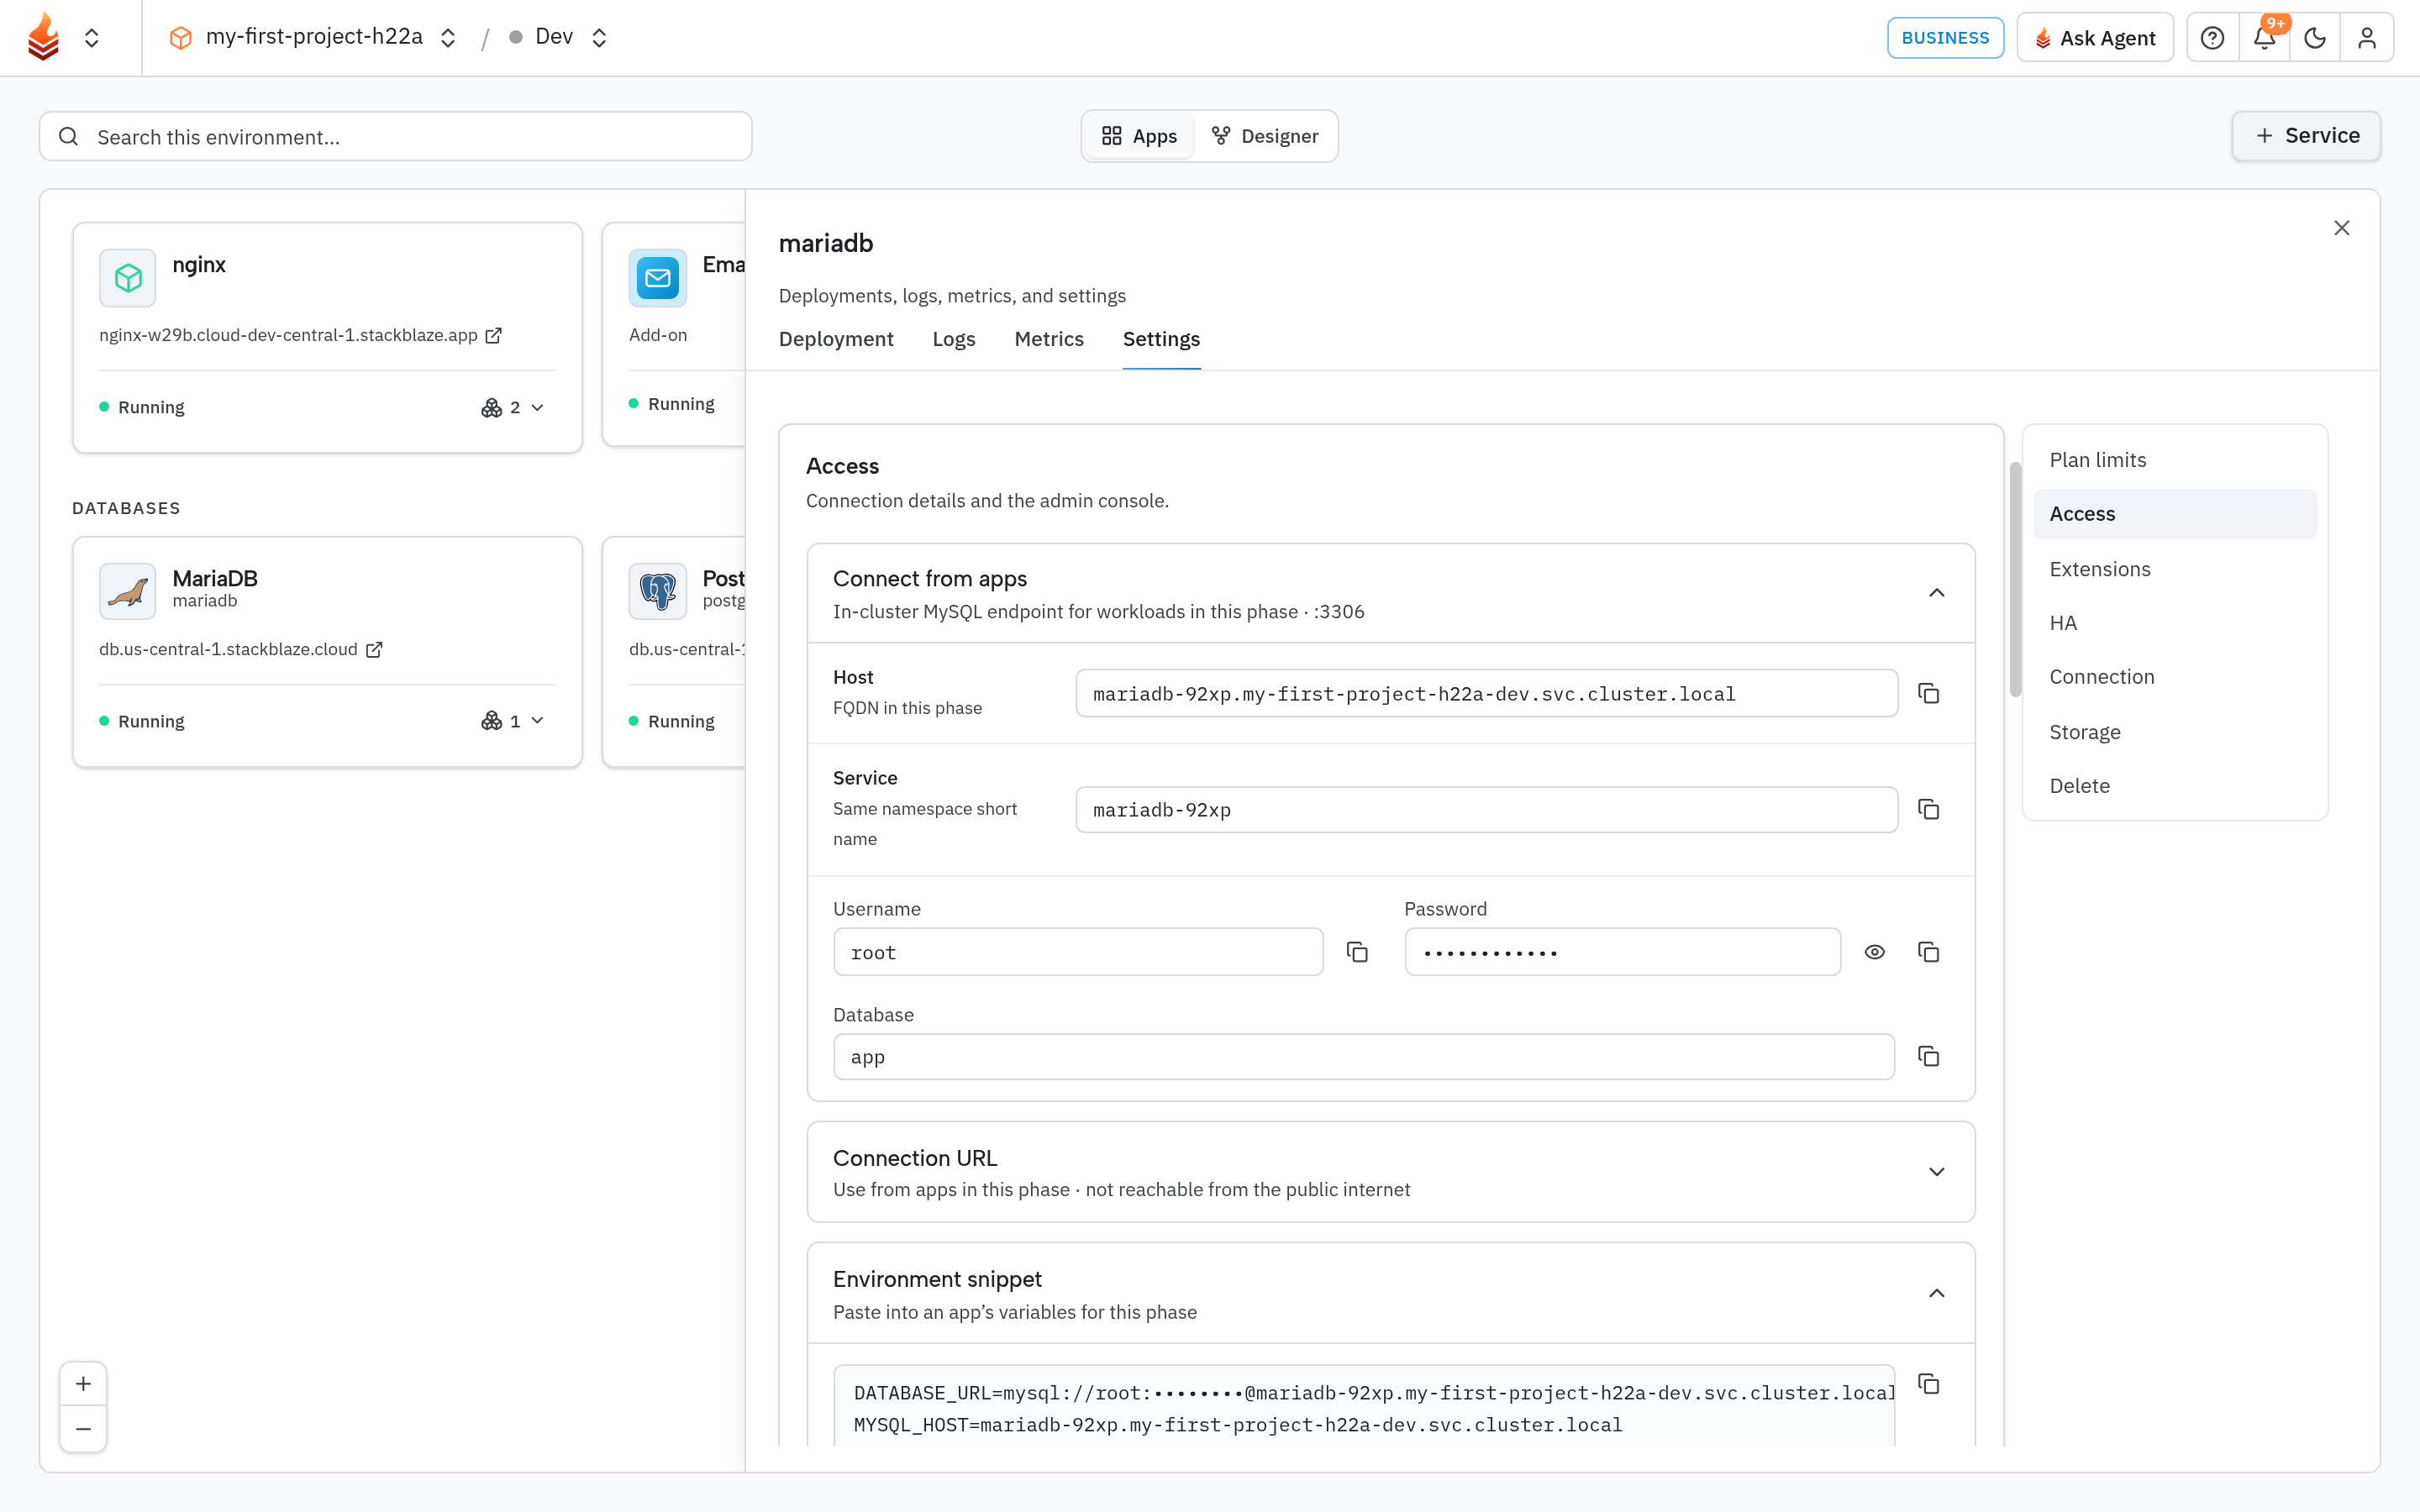 my-first-project-h22a / Dev
BUSINESS
Ask Agent
9+
Search this environment...
Apps
Designer
+ Service
nginx
nginx-w29b.cloud-dev-central-1.stackblaze.app
Running
2
Ema
Add-on
Running
DATABASES
MariaDB
mariadb
db.us-central-1.stackblaze.cloud
Running
1
Post
postg
db.us-central-1
Running
mariadb
Deployments, logs, metrics, and settings
Deployment
Logs
Metrics
Settings
Access
Connection details and the admin console.
Connect from apps
In-cluster MySQL endpoint for workloads in this phase · :3306
Host
FQDN in this phase
mariadb-92xp.my-first-project-h22a-dev.svc.cluster.local
Service
Same namespace short
name
mariadb-92xp
Username
root
Password
••••••••••••
Database
app
Connection URL
Use from apps in this phase · not reachable from the public internet
Environment snippet
Paste into an app’s variables for this phase
DATABASE_URL=mysql://root:••••••••@mariadb-92xp.my-first-project-h22a-dev.svc.cluster.local
MYSQL_HOST=mariadb-92xp.my-first-project-h22a-dev.svc.cluster.local
Plan limits
Access
Extensions
HA
Connection
Storage
Delete